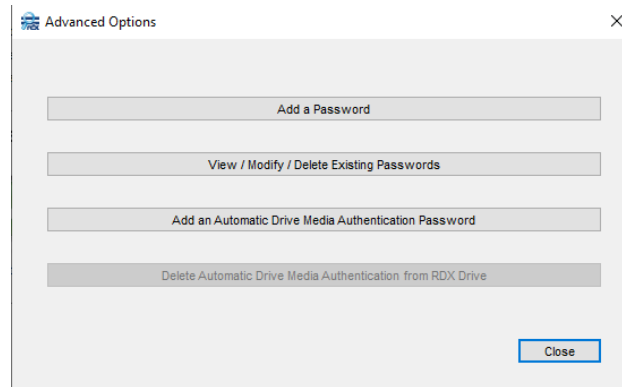 Advanced Options
Add a Password
View / Modify / Delete Existing Passwords
Add an Automatic Drive Media Authentication Password
Delete Automatic Drive Media Authentication from RDX Drive
Close